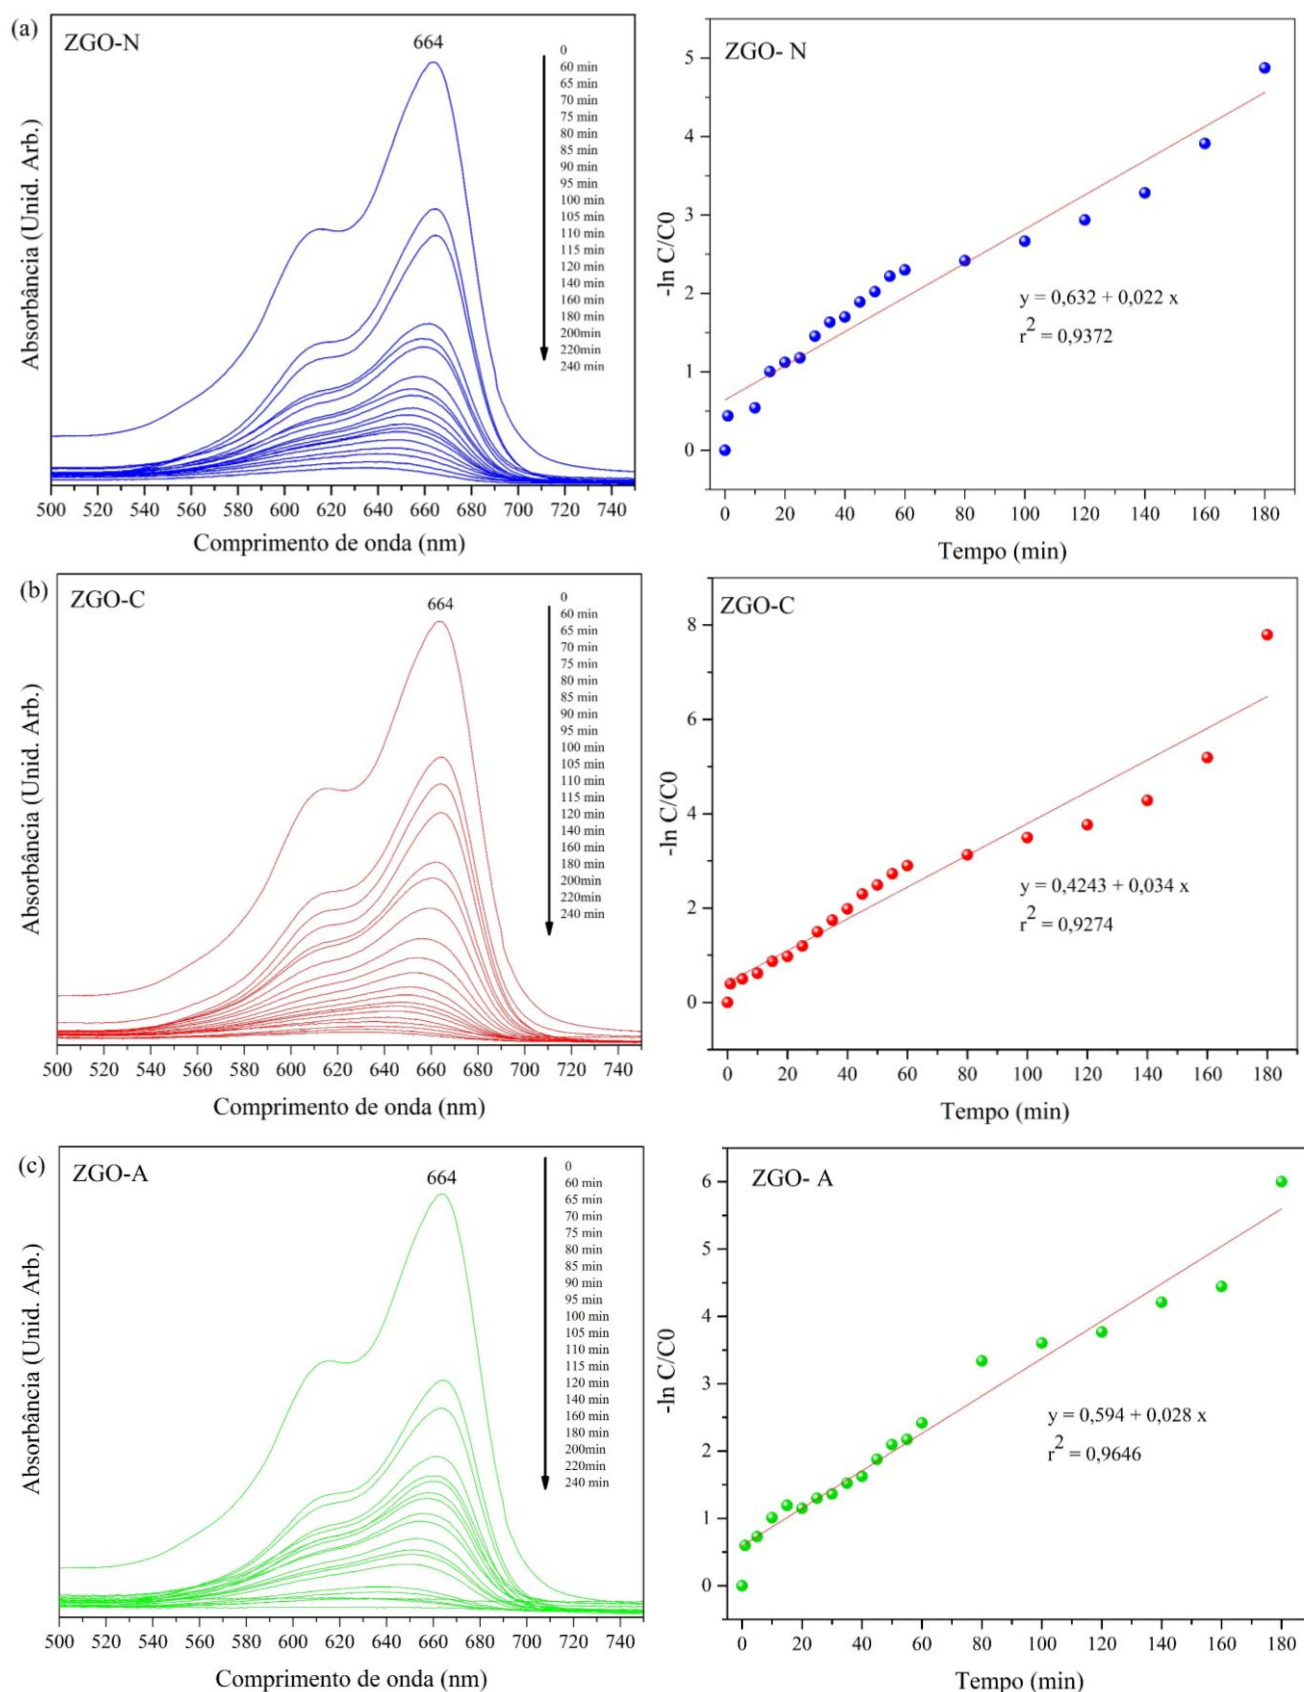 (a)
ZGO-N
664
0
60 min
65 min
70 min
75 min
80 min
85 min
90 min
95 min
100 min
105 min
110 min
115 min
120 min
140 min
160 min
180 min
200min
220min
240 min
Absorbância (Unid. Arb.)
500 520 540 560 580 600 620 640 660 680 700 720 740
Comprimento de onda (nm)
ZGO- N
5
4
3
2
1
0
-ln C/C0
y = 0,632 + 0,022 x
r2 = 0,9372
0 20 40 60 80 100 120 140 160 180
Tempo (min)
(b)
ZGO-C
664
0
60 min
65 min
70 min
75 min
80 min
85 min
90 min
95 min
100 min
105 min
110 min
115 min
120 min
140 min
160 min
180 min
200min
220min
240 min
Absorbância (Unid. Arb.)
500 520 540 560 580 600 620 640 660 680 700 720 740
Comprimento de onda (nm)
ZGO-C
8
6
4
2
0
-ln C/C0
y = 0,4243 + 0,034 x
r2 = 0,9274
0 20 40 60 80 100 120 140 160 180
Tempo (min)
(c)
ZGO-A
664
0
60 min
65 min
70 min
75 min
80 min
85 min
90 min
95 min
100 min
105 min
110 min
115 min
120 min
140 min
160 min
180 min
200min
220min
240 min
Absorbância (Unid. Arb.)
500 520 540 560 580 600 620 640 660 680 700 720 740
Comprimento de onda (nm)
ZGO- A
6
5
4
3
2
1
0
-ln C/C0
y = 0,594 + 0,028 x
r2 = 0,9646
0 20 40 60 80 100 120 140 160 180
Tempo (min)